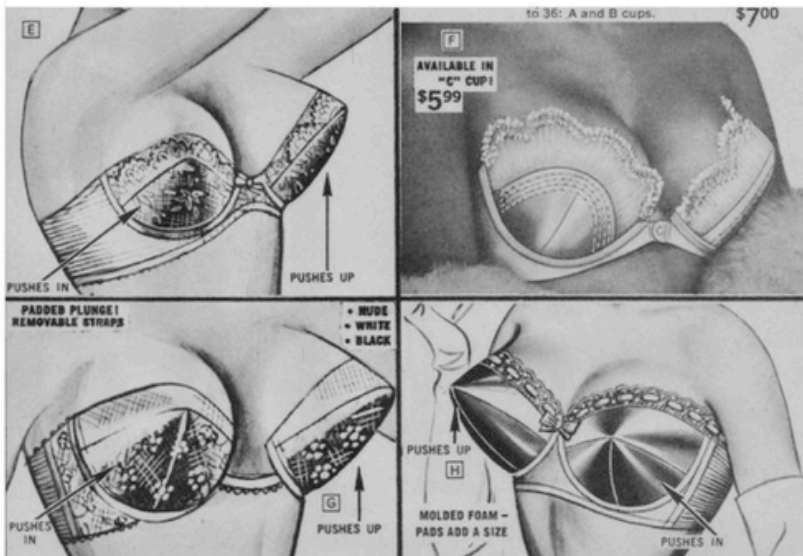 to 36: A and B cups.
$7.00
E
PUSHES IN
PUSHES UP
F
AVAILABLE IN
"C" CUP!
$5.99
PADDED PLUNGE!
REMOVABLE STRAPS
• NUDE
• WHITE
• BLACK
PUSHES
IN
G
PUSHES UP
PUSHES UP
H
MOLDED FOAM –
PADS ADD A SIZE
PUSHES IN